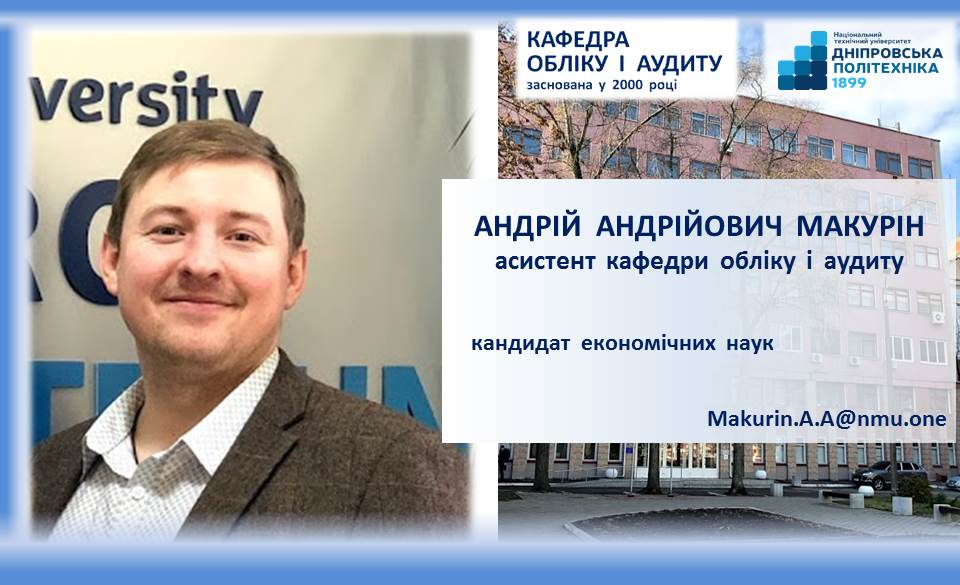 versity
КАФЕДРА
ОБЛІКУ І АУДИТУ
заснована у 2000 році
Національний
технічний університет
ДНІПРОВСЬКА
ПОЛІТЕХНІКА
1899
АНДРІЙ АНДРІЙОВИЧ МАКУРІН
асистент кафедри обліку і аудиту
кандидат економічних наук
Makurin.A.A@nmu.one